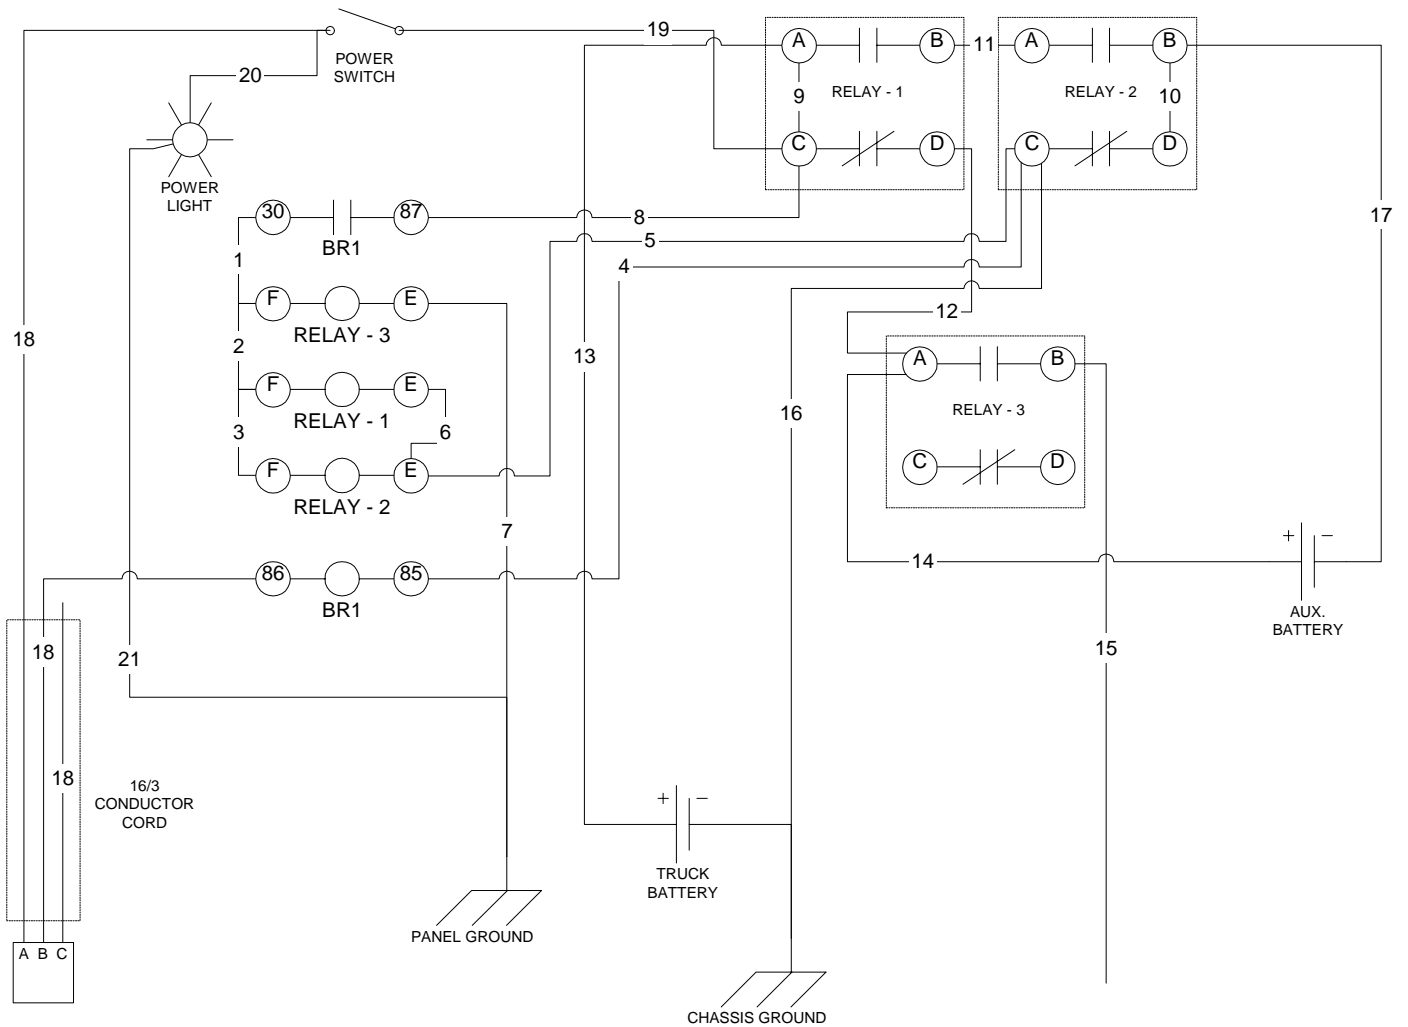 19
A
B
11
A
B
20
POWER
SWITCH
9
RELAY - 1
RELAY - 2
10
C
D
C
D
POWER
LIGHT
30
87
BR1
8
17
5
1
4
F
E
RELAY - 3
12
18
2
13
A
B
F
E
RELAY - 1
16
RELAY - 3
3
6
F
E
RELAY - 2
C
D
7
+
−
14
86
85
BR1
AUX.
BATTERY
18
21
15
18
16/3
CONDUCTOR
CORD
+
−
TRUCK
BATTERY
PANEL GROUND
A B C
CHASSIS GROUND